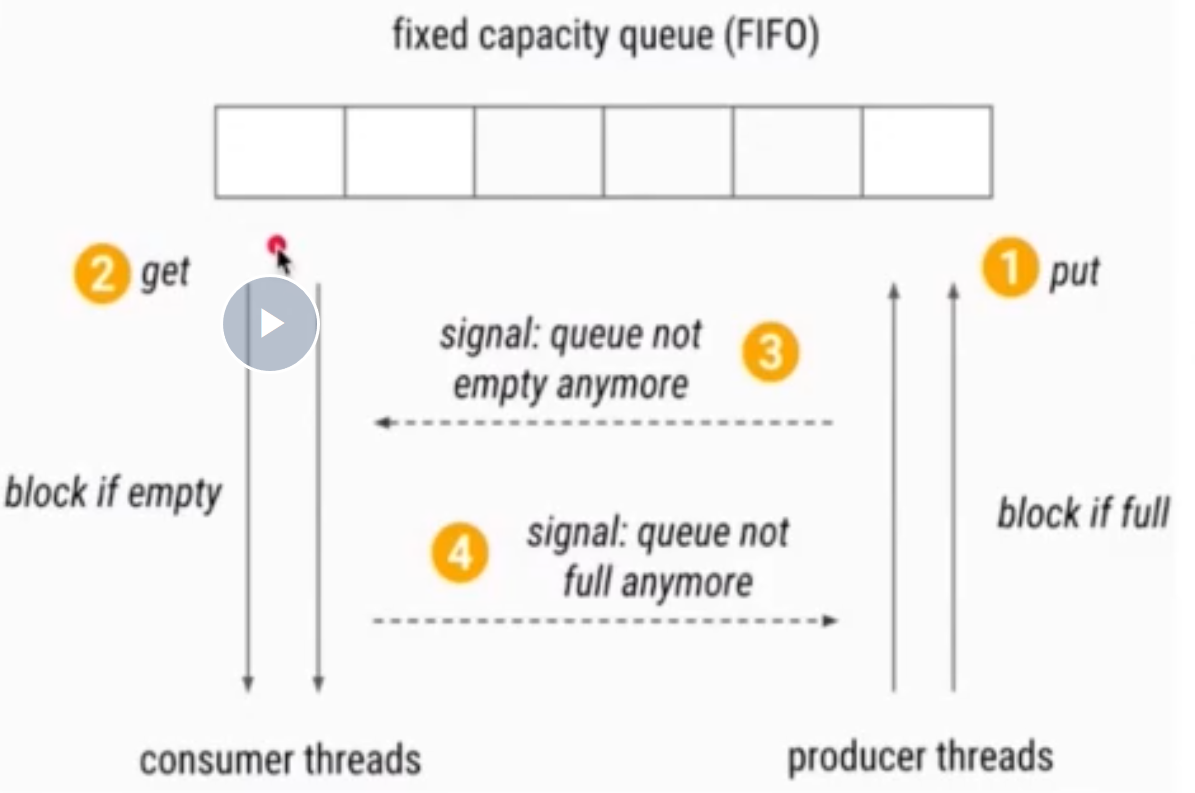 fixed capacity queue (FIFO)
2 get
1 put
signal: queue not
empty anymore
3
block if empty
block if full
4
signal: queue not
full anymore
consumer threads
producer threads